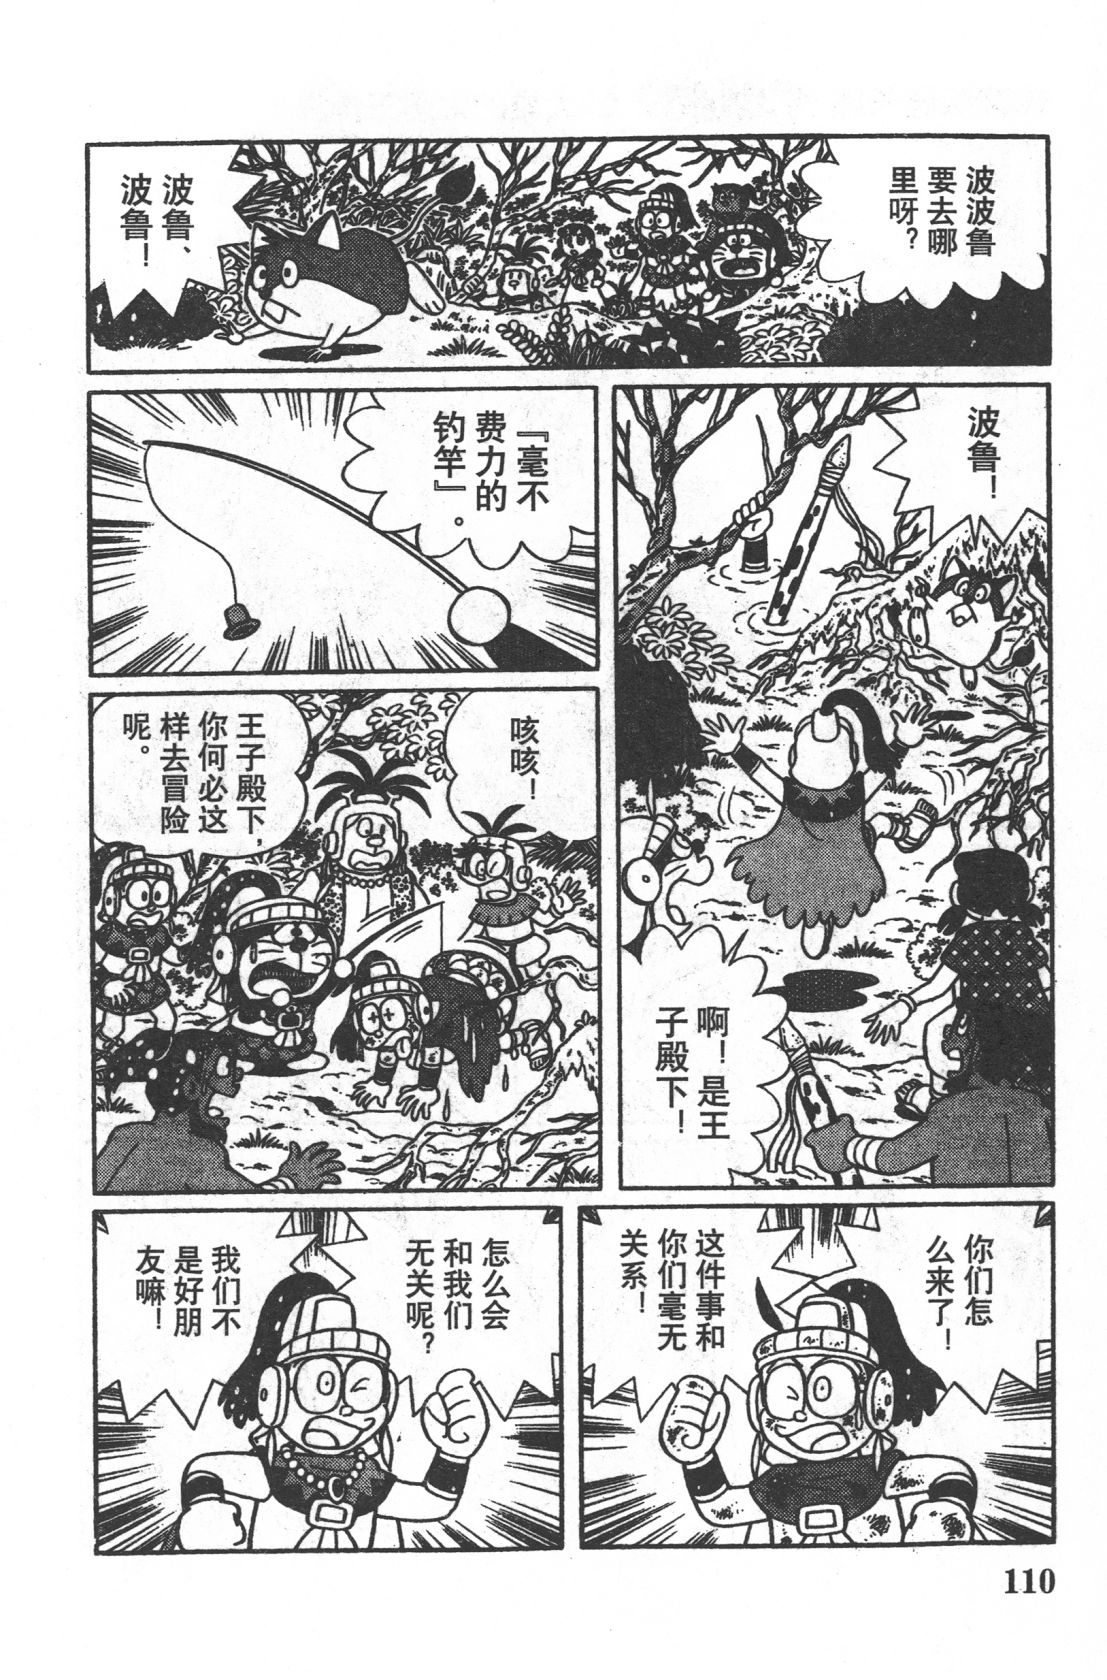 波波鲁
要去哪
里呀？
波鲁、
波鲁！
波鲁！
啊！是王
子殿下！
『毫不
费力的
钓竿』。
咳咳！
王子殿下，
你何必这
样去冒险
呢。
你们怎
么来了！
这件事和
你们毫无
关系！
怎么会
和我们
无关呢？
我们不
是好朋
友嘛！
110